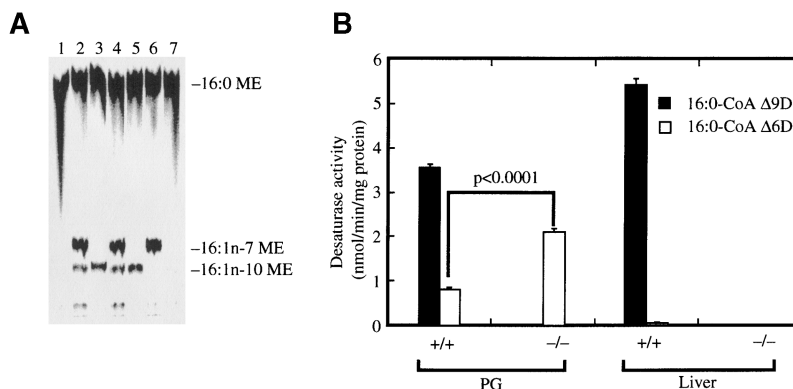 A
1 2 3 4 5 6 7
–16:0 ME
–16:1n-7 ME
–16:1n-10 ME
B
Desaturase activity
(nmol/min/mg protein)
6
5
4
3
2
1
0
16:0-CoA Δ9D
16:0-CoA Δ6D
p<0.0001
+/+ –/– +/+ –/–
PG Liver